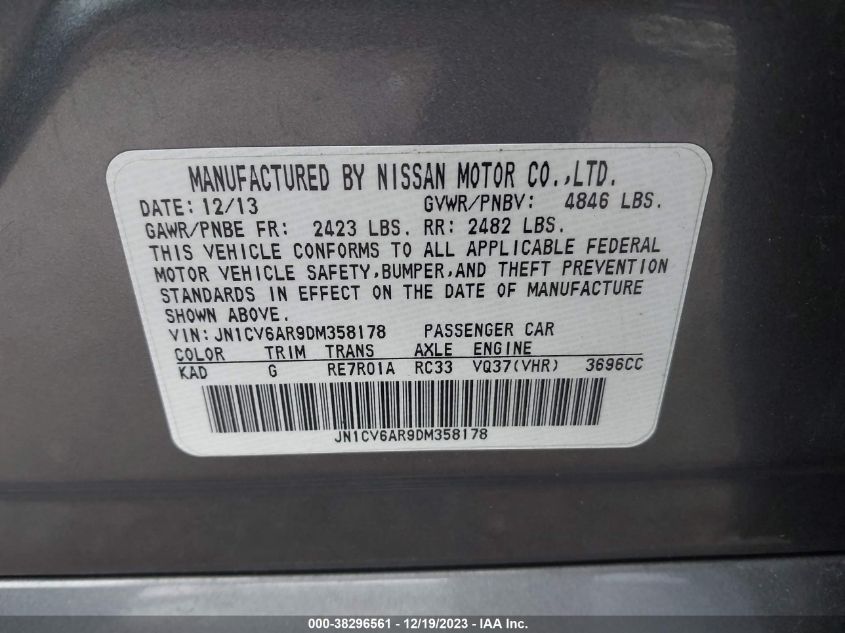 MANUFACTURED BY NISSAN MOTOR CO.,LTD.
DATE: 12/13 GVWR/PNBV: 4846 LBS.
GAWR/PNBE FR: 2423 LBS. RR: 2482 LBS.
THIS VEHICLE CONFORMS TO ALL APPLICABLE FEDERAL
MOTOR VEHICLE SAFETY,BUMPER,AND THEFT PREVENTION
STANDARDS IN EFFECT ON THE DATE OF MANUFACTURE
SHOWN ABOVE.
VIN: JN1CV6AR9DM358178 PASSENGER CAR
COLOR TRIM TRANS AXLE ENGINE
KAD G RE7R01A RC33 VQ37(VHR) 3696CC
JN1CV6AR9DM358178
000-38296561 - 12/19/2023 - IAA Inc.